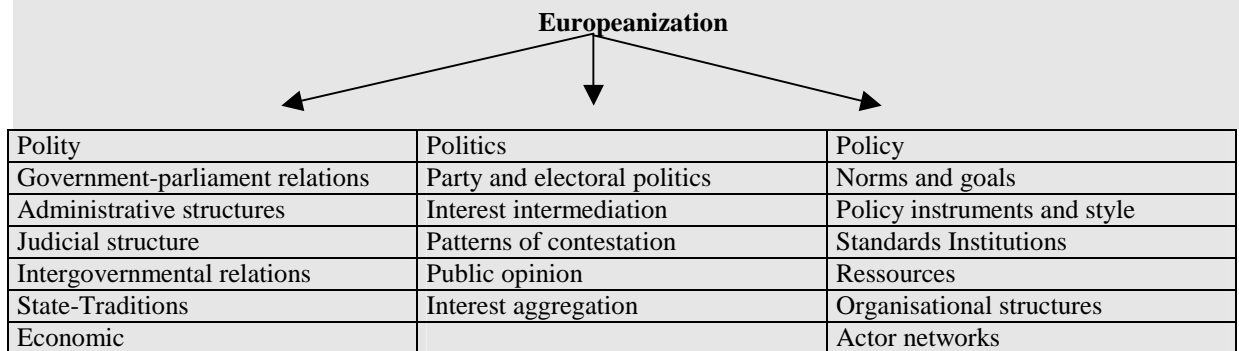 Europeanization
Polity Politics Policy
Government-parliament relations Party and electoral politics Norms and goals
Administrative structures Interest intermediation Policy instruments and style
Judicial structure Patterns of contestation Standards Institutions
Intergovernmental relations Public opinion Ressources
State-Traditions Interest aggregation Organisational structures
Economic Actor networks